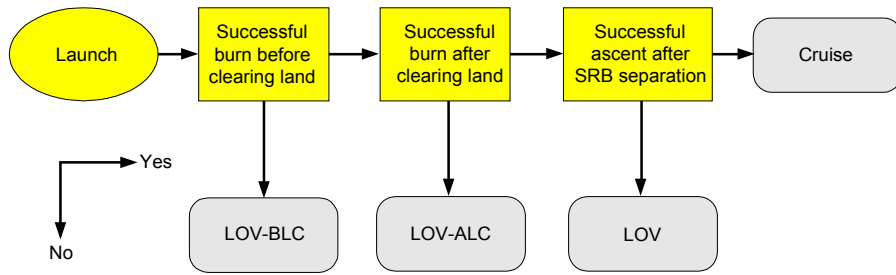 Launch
Successful
burn before
clearing land
Successful
burn after
clearing land
Successful
ascent after
SRB separation
Cruise
Yes
No
LOV-BLC
LOV-ALC
LOV